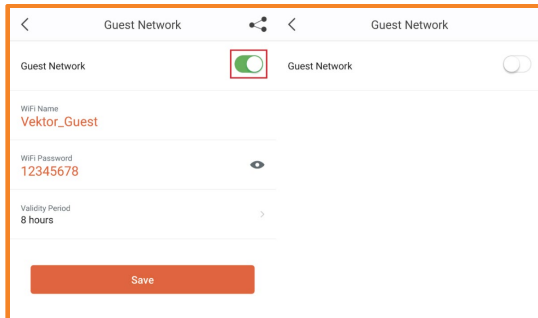 Guest Network
Guest Network
WiFi Name
Vektor_Guest
WiFi Password
12345678
Validity Period
8 hours
Save
Guest Network
Guest Network